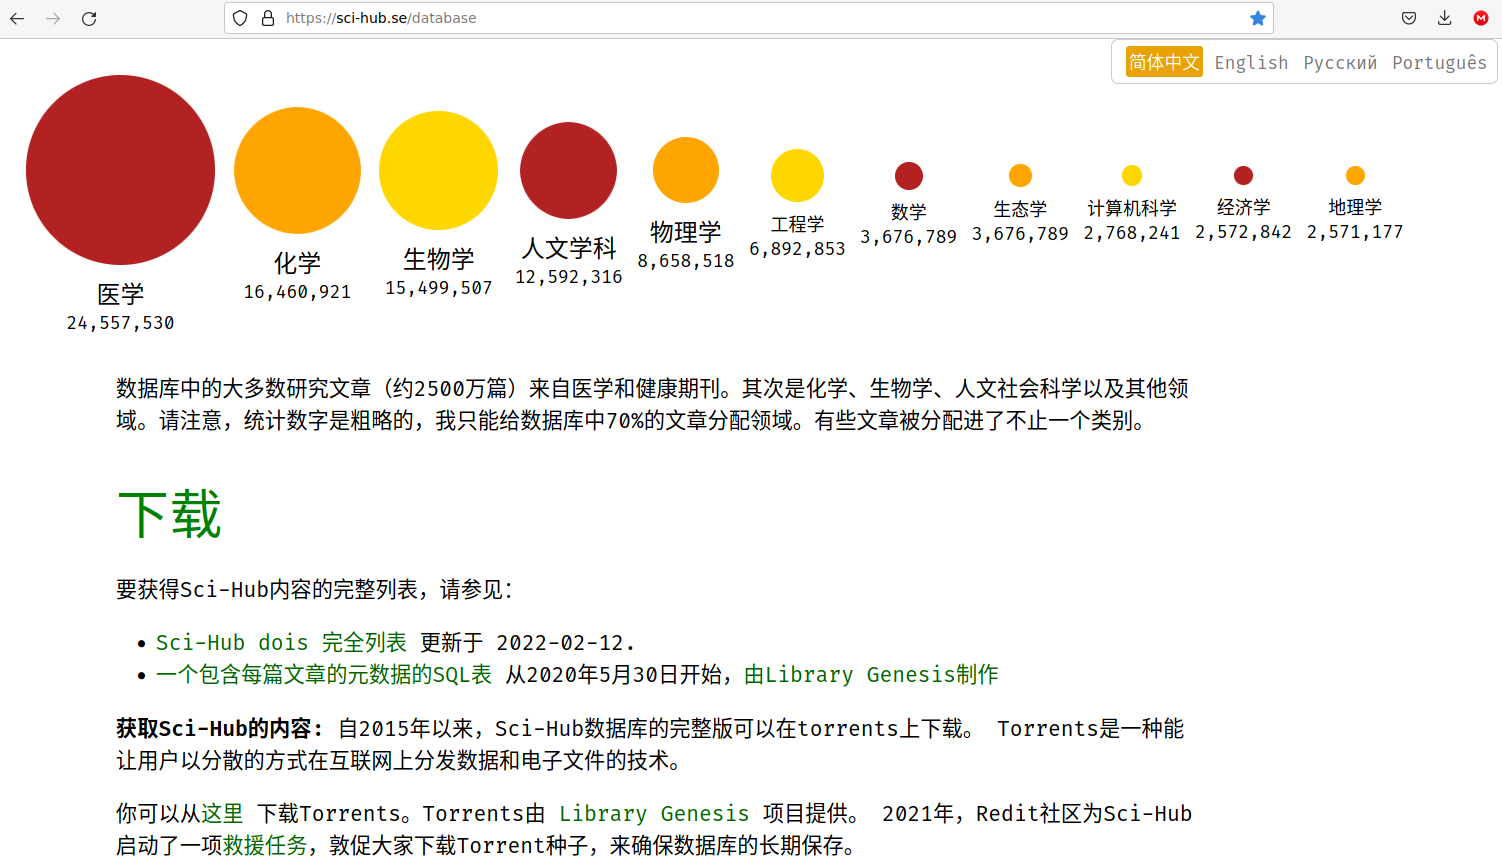 https://sci-hub.se/database
简体中文 English Русский Português
医学
24,557,530
化学
16,460,921
生物学
15,499,507
人文学科
12,592,316
物理学
8,658,518
工程学
6,892,853
数学
3,676,789
生态学
3,676,789
计算机科学
2,768,241
经济学
2,572,842
地理学
2,571,177
数据库中的大多数研究文章（约2500万篇）来自医学和健康期刊。其次是化学、生物学、人文社会科学以及其他领
域。请注意，统计数字是粗略的，我只能给数据库中70%的文章分配领域。有些文章被分配进了不止一个类别。
下载
要获得Sci-Hub内容的完整列表，请参见：
• Sci-Hub dois 完全列表 更新于 2022-02-12.
• 一个包含每篇文章的元数据的SQL表 从2020年5月30日开始，由Library Genesis制作
获取Sci-Hub的内容: 自2015年以来，Sci-Hub数据库的完整版可以在torrents上下载。 Torrents是一种能
让用户以分散的方式在互联网上分发数据和电子文件的技术。
你可以从这里 下载Torrents。Torrents由 Library Genesis 项目提供。 2021年，Redit社区为Sci-Hub
启动了一项救援任务，敦促大家下载Torrent种子，来确保数据库的长期保存。